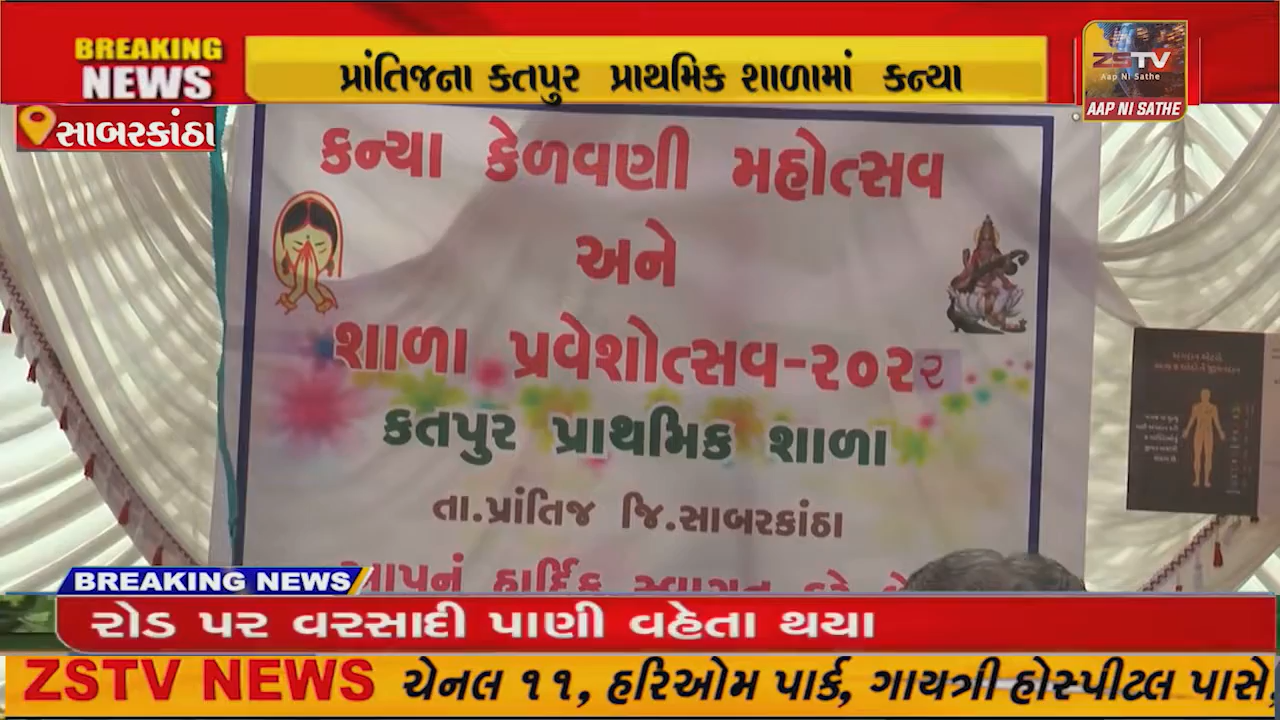 BREAKING
NEWS
પ્રાંતિજના કતપુર પ્રાથમિક શાળામાં કન્યા
ZSTV
Aap Ni Sathe
AAP NI SATHE
સાબરકાંઠા
કન્યા કેળવણી મહોત્સવ
અને
શાળા પ્રવેશોત્સવ-૨૦૨૨
કતપુર પ્રાથમિક શાળા
તા.પ્રાંતિજ જિ.સાબરકાંઠા
હાર્દિક સ્વાગત કરે
BREAKING NEWS
રોડ પર વરસાદી પાણી વહેતા થયા
ZSTV NEWS ચેનલ ૧૧, હરિઓમ પાર્ક, ગાયત્રી હોસ્પીટલ પાસે,